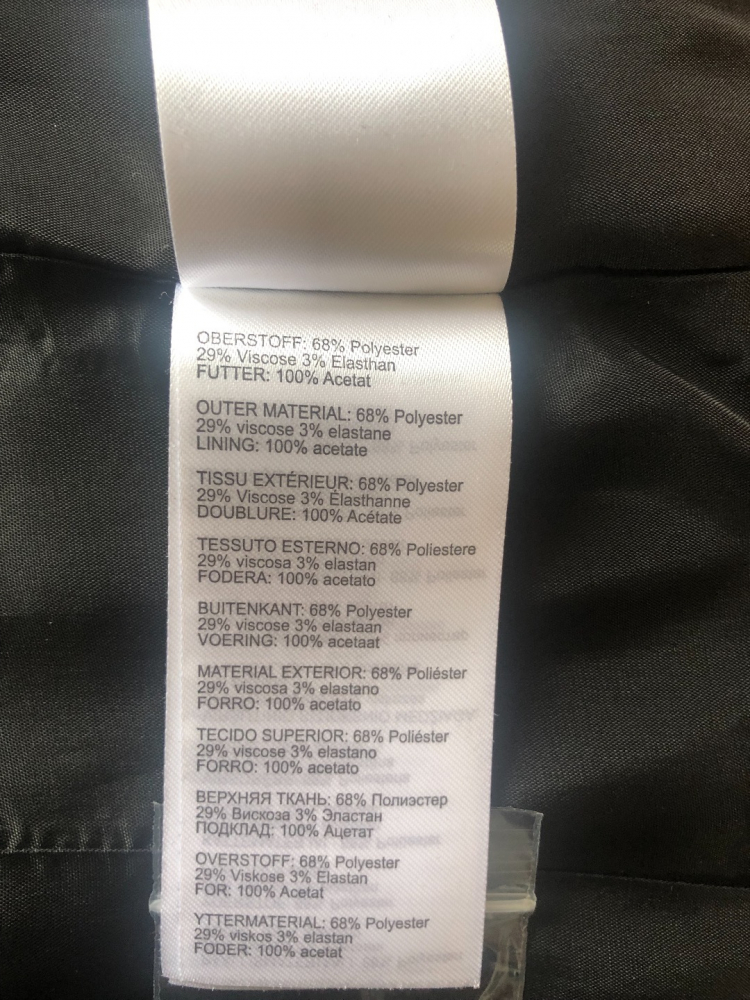 OBERSTOFF: 68% Polyester
29% Viscose 3% Elasthan
FUTTER: 100% Acetat
OUTER MATERIAL: 68% Polyester
29% viscose 3% elastane
LINING: 100% acetate
TISSU EXTÉRIEUR: 68% Polyester
29% Viscose 3% Élasthanne
DOUBLURE: 100% Acétate
TESSUTO ESTERNO: 68% Poliestere
29% viscosa 3% elastan
FODERA: 100% acetato
BUITENKANT: 68% Polyester
29% viscose 3% elastaan
VOERING: 100% acetaat
MATERIAL EXTERIOR: 68% Poliéster
29% viscosa 3% elastano
FORRO: 100% acetato
TECIDO SUPERIOR: 68% Poliéster
29% viscose 3% elastano
FORRO: 100% acetato
ВЕРХНЯЯ ТКАНЬ: 68% Полиэстер
29% Вискоза 3% Эластан
ПОДКЛАД: 100% Ацетат
OVERSTOFF: 68% Polyester
29% Viskose 3% Elastan
FOR: 100% Acetat
YTTERMATERIAL: 68% Polyester
29% viskos 3% elastan
FODER: 100% acetat